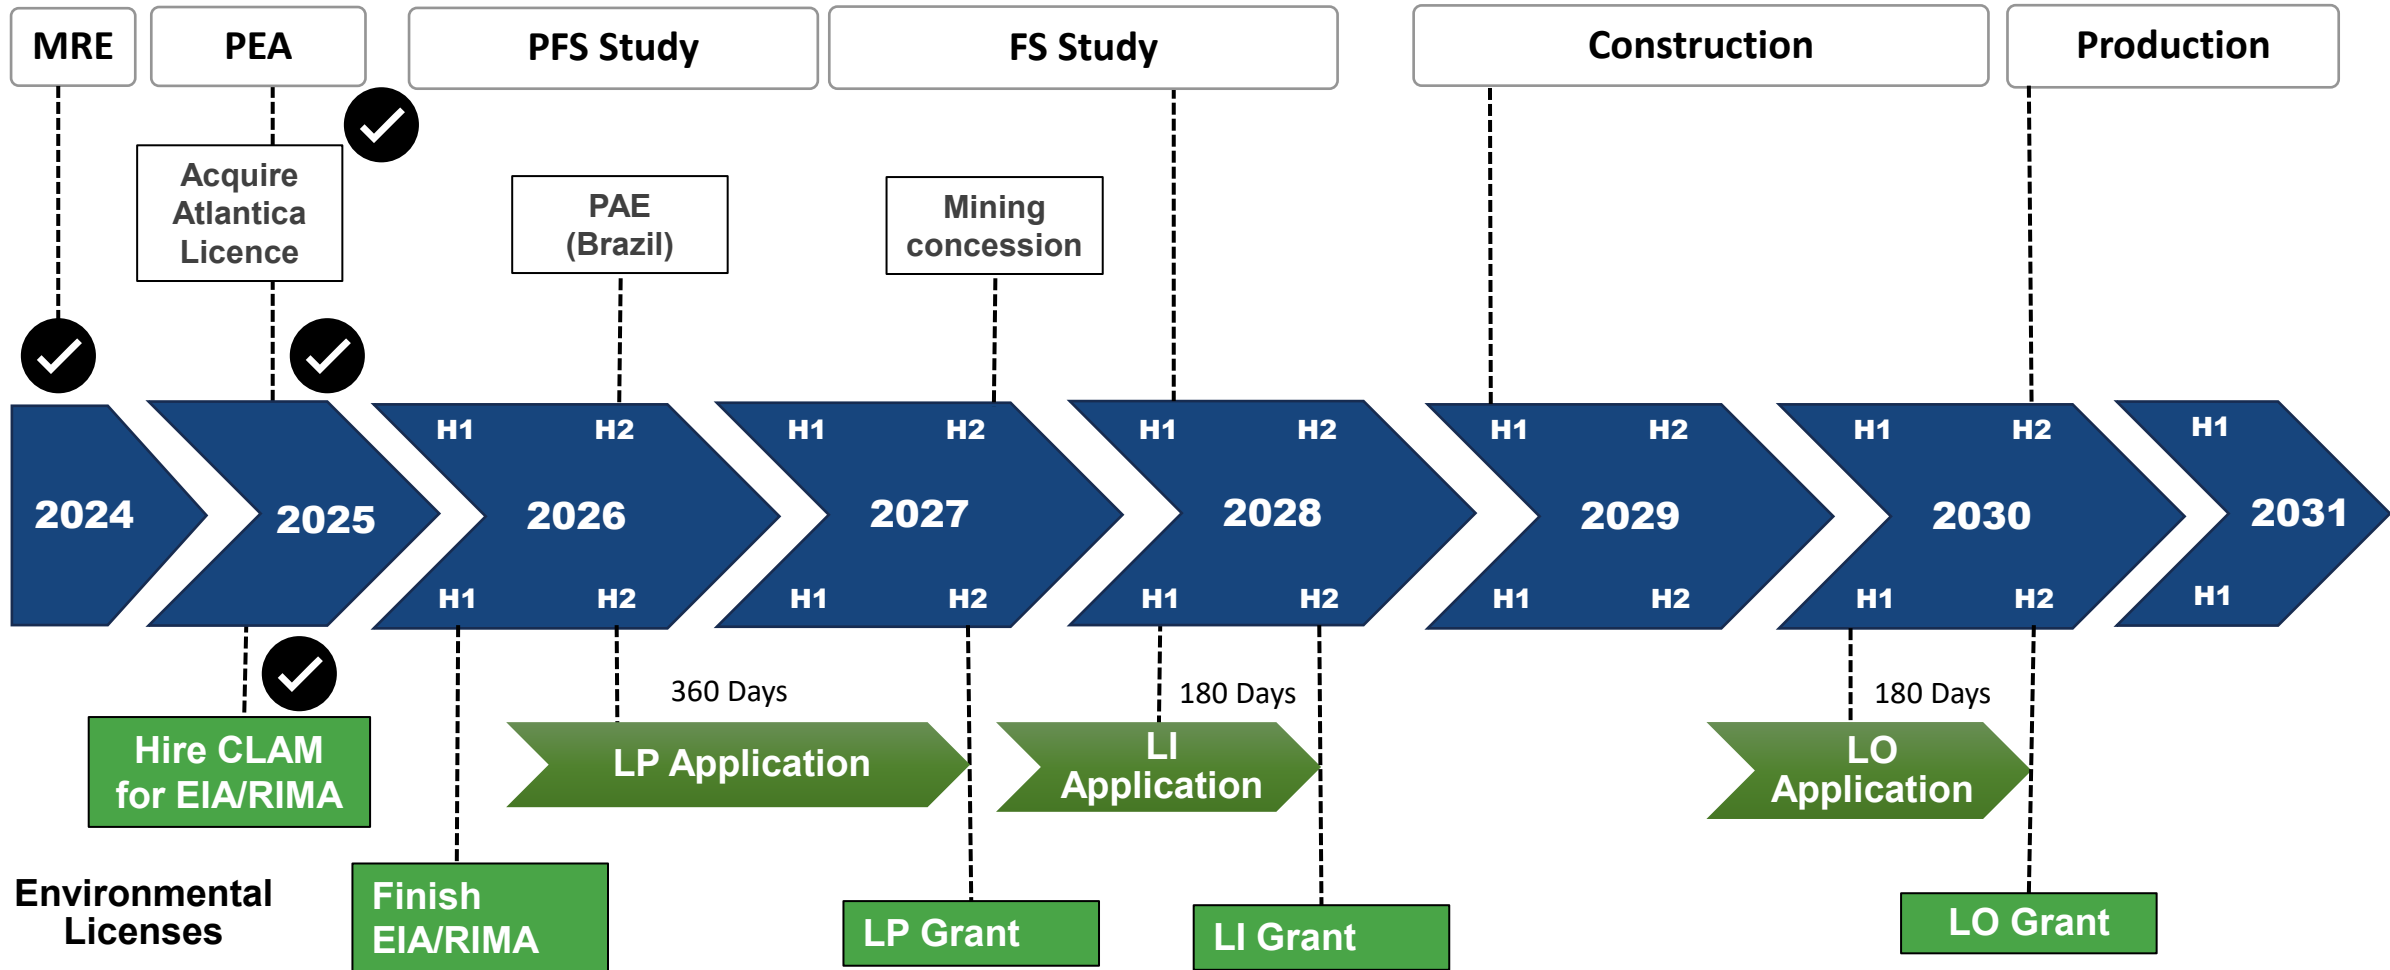 MRE
PEA
PFS Study
FS Study
Construction
Production
Acquire
Atlantica
Licence
PAE
(Brazil)
Mining
concession
H1 H2 H1 H2 H1 H2 H1 H2 H1 H2 H1
2024 2025 2026 2027 2028 2029 2030 2031
H1 H2 H1 H2 H1 H2 H1 H2 H1 H2 H1
360 Days
180 Days
180 Days
Hire CLAM
for EIA/RIMA
LP Application
LI
Application
LO
Application
Environmental
Licenses
Finish
EIA/RIMA
LP Grant
LI Grant
LO Grant